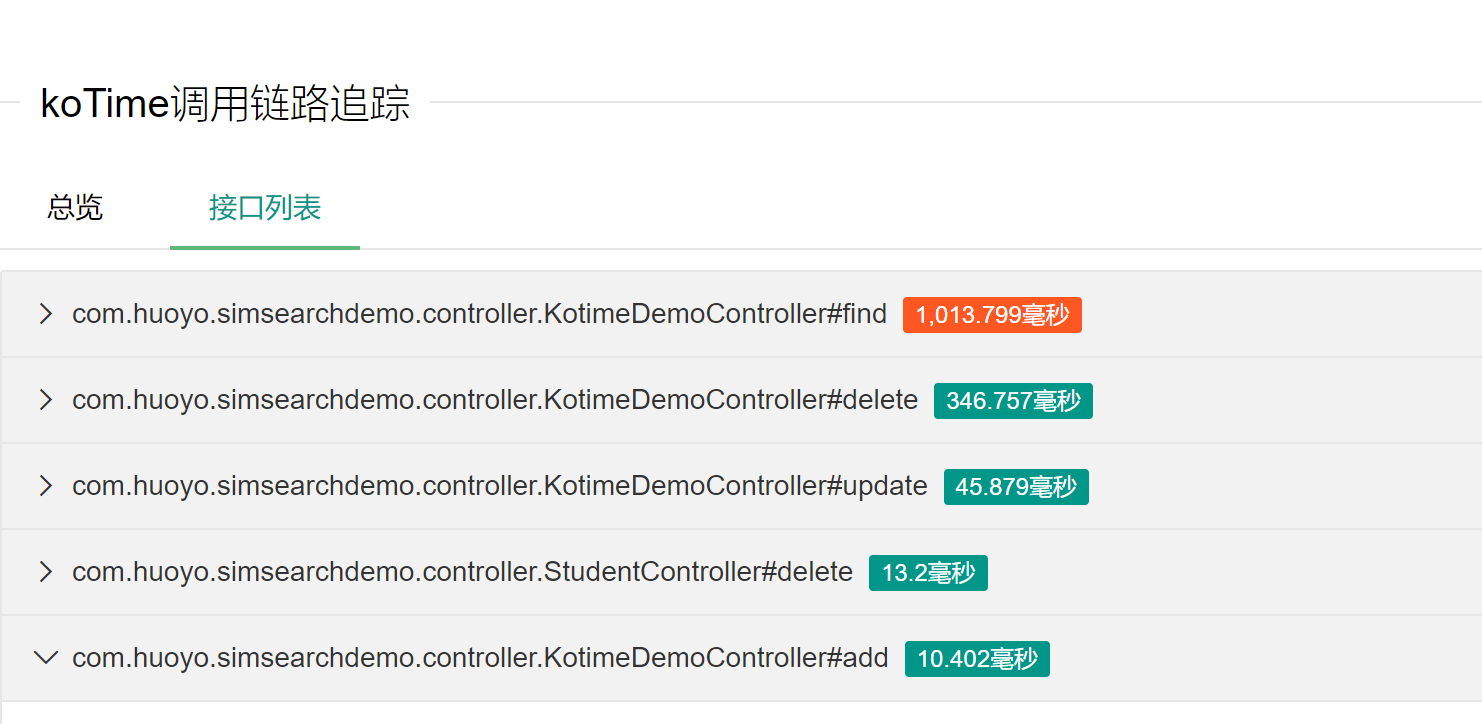 koTime调用链路追踪
总览 接口列表
com.huoyo.simsearchdemo.controller.KotimeDemoController#find 1,013.799毫秒
com.huoyo.simsearchdemo.controller.KotimeDemoController#delete 346.757毫秒
com.huoyo.simsearchdemo.controller.KotimeDemoController#update 45.879毫秒
com.huoyo.simsearchdemo.controller.StudentController#delete 13.2毫秒
com.huoyo.simsearchdemo.controller.KotimeDemoController#add 10.402毫秒